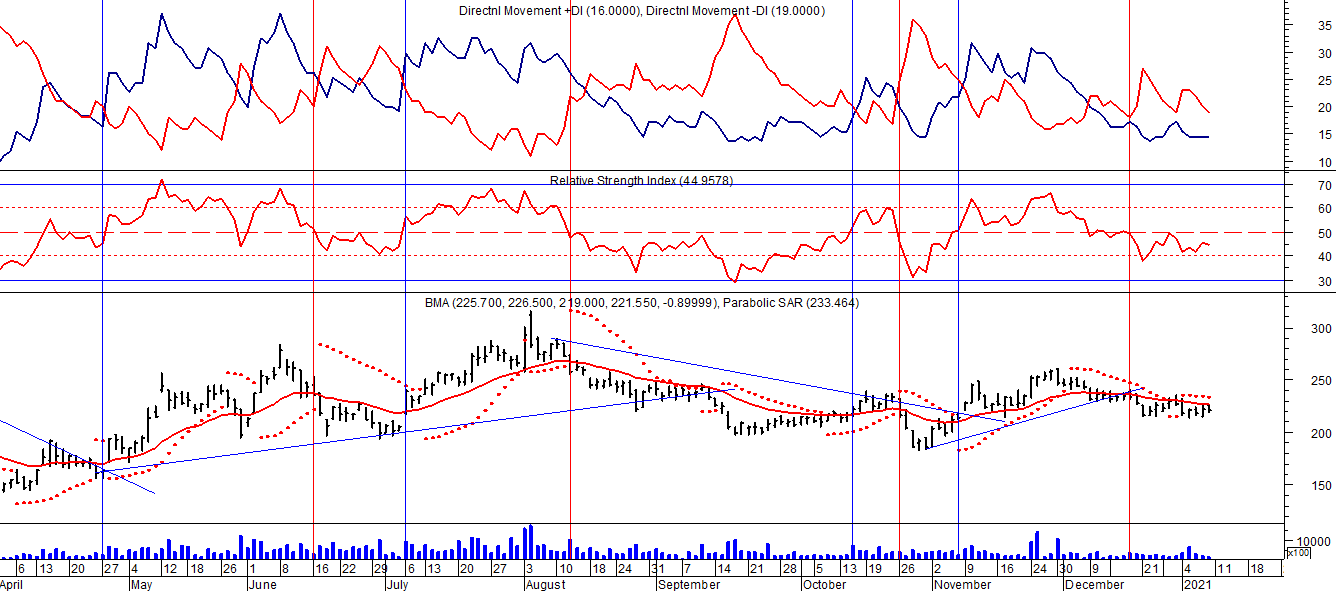 Directnl Movement +DI (16.0000), Directnl Movement -DI (19.0000)
35
30
25
20
15
10
Relative Strength Index (44.9578)
70
60
50
40
30
BMA (225.700, 226.500, 219.000, 221.550, -0.89999), Parabolic SAR (233.464)
300
250
200
150
10000
x100
6 13 20 27 4 12 18 26 1 8 16 22 29 6 13 20 27 3 10 18 24 31 7 14 21 28 5 13 19 26 2 9 16 24 30 9 21 4 11 18
April May June July August September October November December 2021